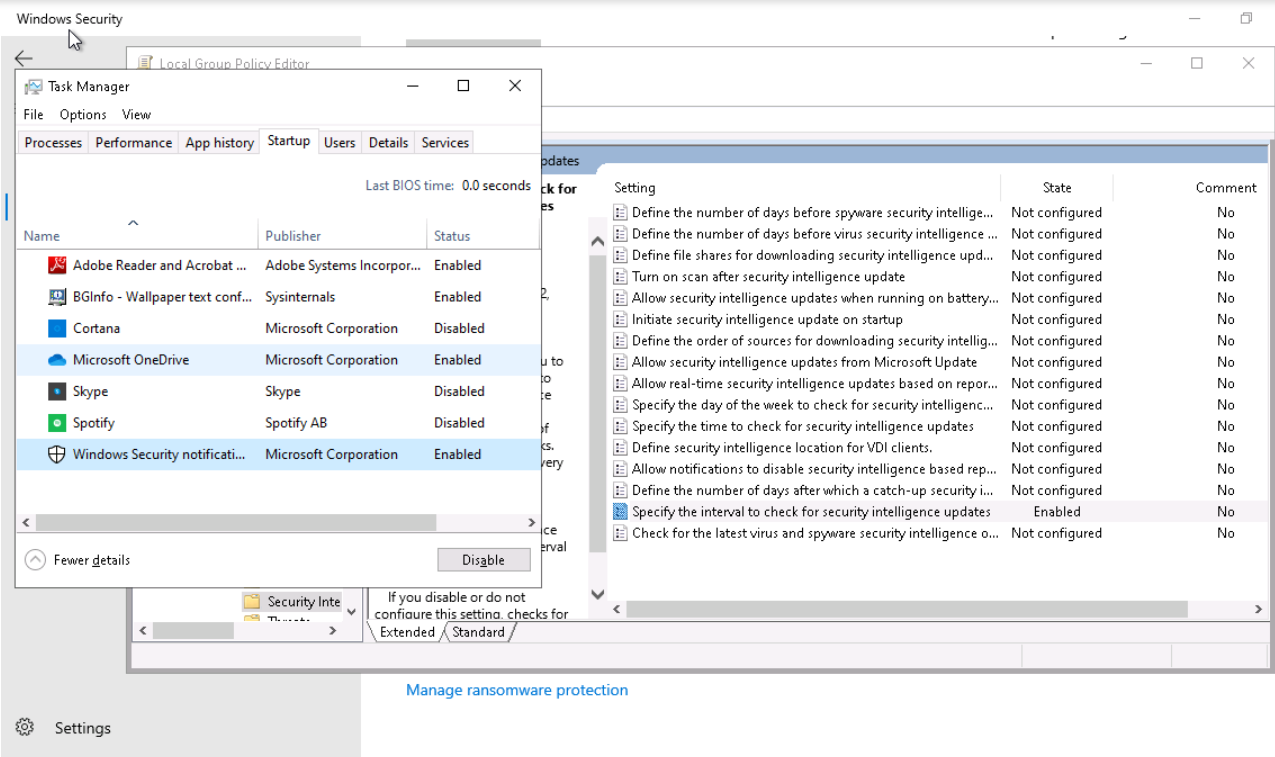 Windows Security
Local Group Policy Editor
Task Manager
File Options View
Processes Performance App history Startup Users Details Services
Last BIOS time: 0.0 seconds
Name Publisher Status
Adobe Reader and Acrobat ... Adobe Systems Incorpor... Enabled
BGInfo - Wallpaper text conf... Sysinternals Enabled
Cortana Microsoft Corporation Disabled
Microsoft OneDrive Microsoft Corporation Enabled
Skype Skype Disabled
Spotify Spotify AB Disabled
Windows Security notificati... Microsoft Corporation Enabled
Fewer details Disable
pdates
ck for
es
2,
u to
to
te
of
ks.
very
ice
erval
If you disable or do not
configure this setting, checks for
Setting State Comment
Define the number of days before spyware security intellige... Not configured No
Define the number of days before virus security intelligence ... Not configured No
Define file shares for downloading security intelligence upd... Not configured No
Turn on scan after security intelligence update Not configured No
Allow security intelligence updates when running on battery... Not configured No
Initiate security intelligence update on startup Not configured No
Define the order of sources for downloading security intellig... Not configured No
Allow security intelligence updates from Microsoft Update Not configured No
Allow real-time security intelligence updates based on repor... Not configured No
Specify the day of the week to check for security intelligenc... Not configured No
Specify the time to check for security intelligence updates Not configured No
Define security intelligence location for VDI clients. Not configured No
Allow notifications to disable security intelligence based rep... Not configured No
Define the number of days after which a catch-up security i... Not configured No
Specify the interval to check for security intelligence updates Enabled No
Check for the latest virus and spyware security intelligence o... Not configured No
Security Inte
Extended Standard
Manage ransomware protection
Settings